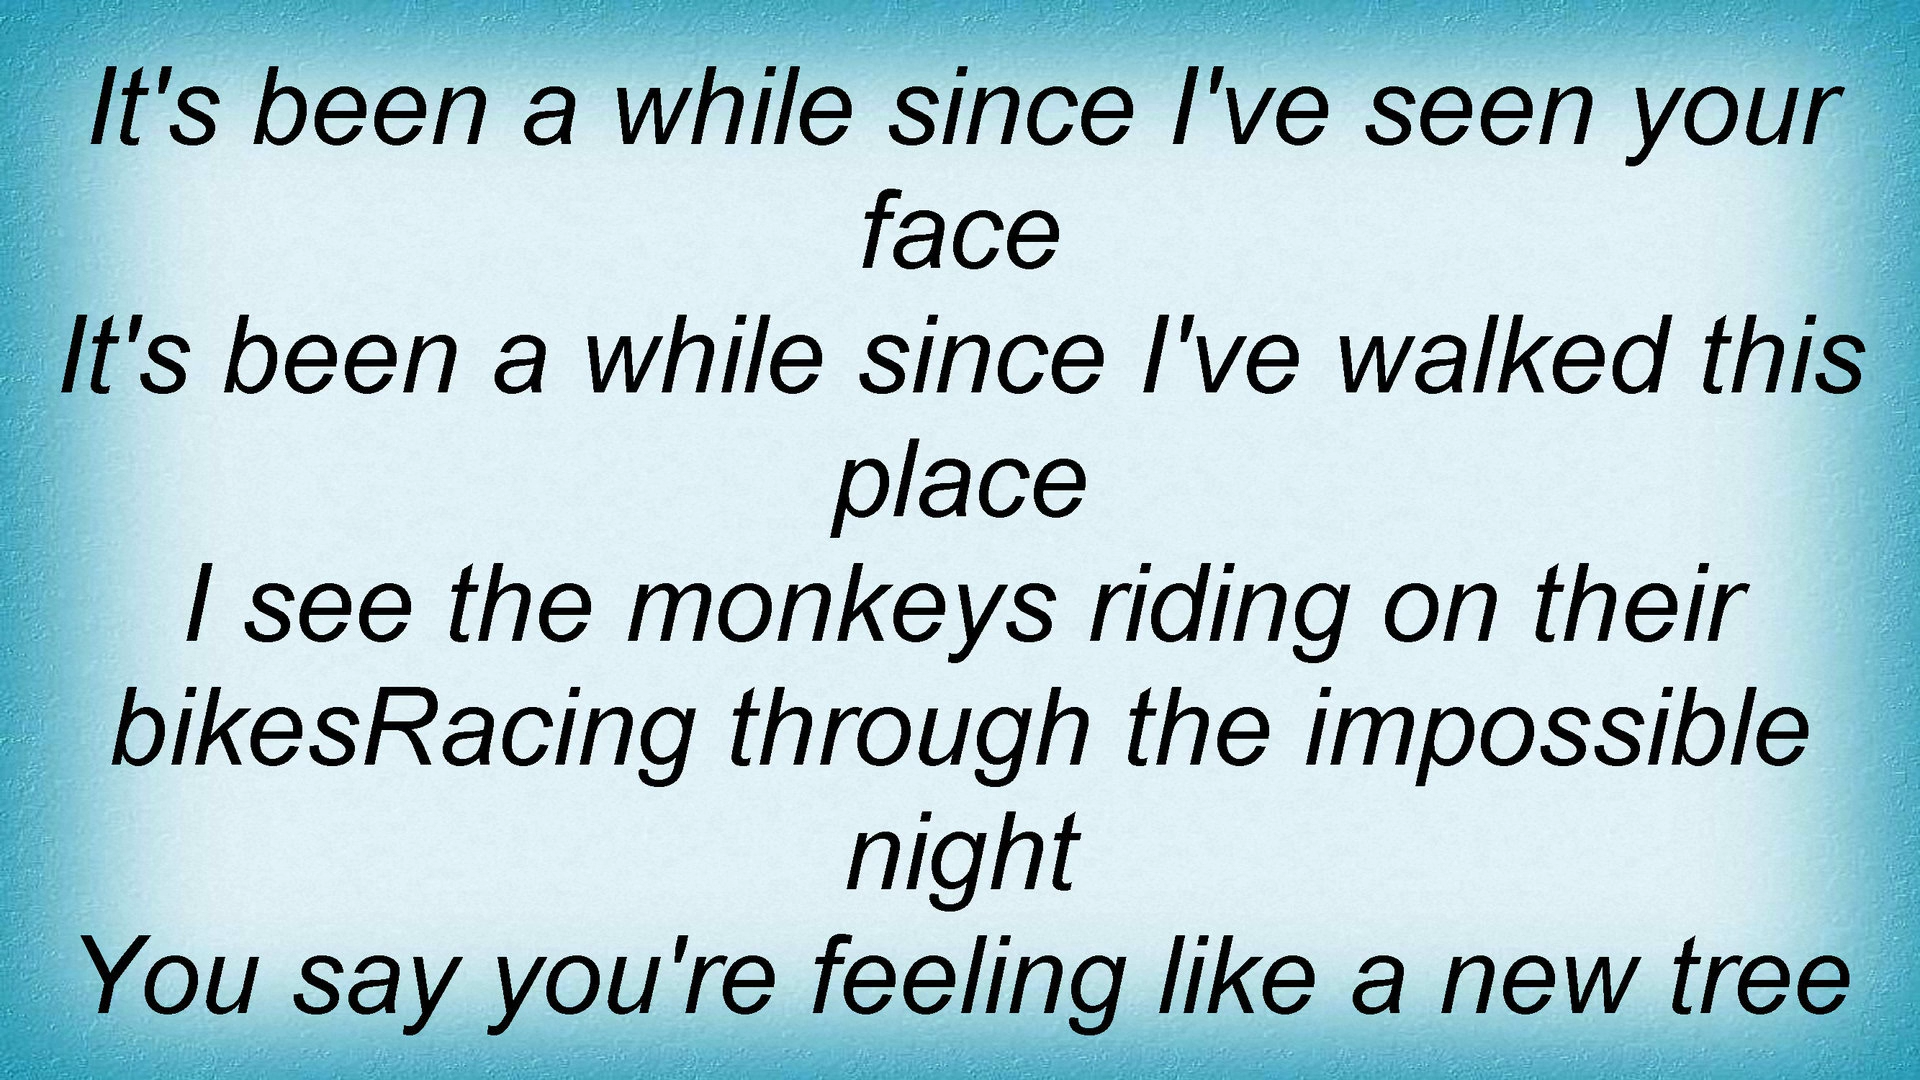 It's been a while since I've seen your
face
It's been a while since I've walked this
place
I see the monkeys riding on their
bikesRacing through the impossible
night
You say you're feeling like a new tree